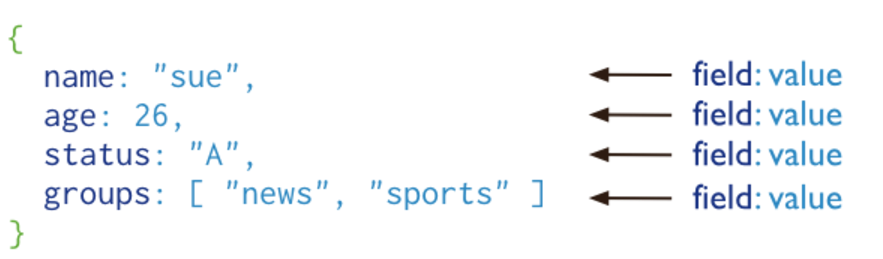 {
name: "sue", field: value
age: 26, field: value
status: "A", field: value
groups: [ "news", "sports" ] field: value
}